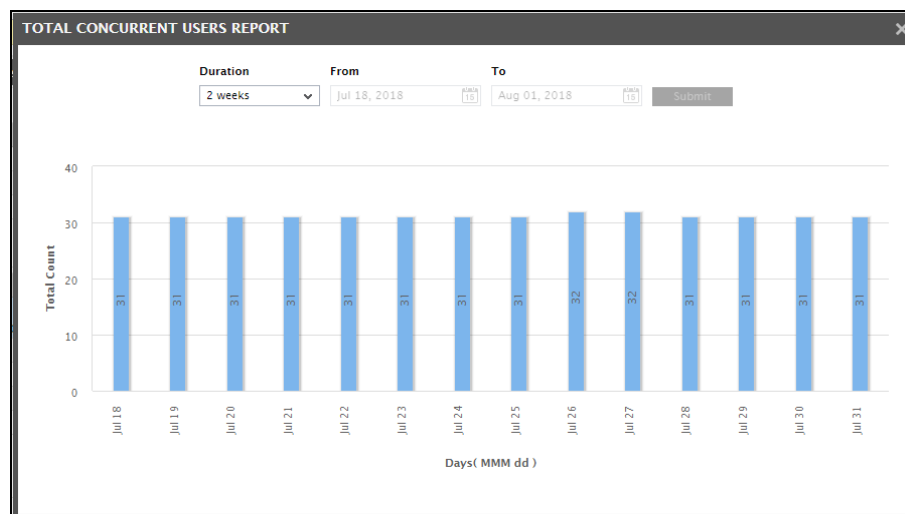 TOTAL CONCURRENT USERS REPORT
Duration From To
2 weeks Jul 18, 2018 15 Aug 01, 2018 15 Submit
40
30
20
10
0
Total Count
31 31 31 31 31 31 31 31 32 32 31 31 31 31
Jul 18 Jul 19 Jul 20 Jul 21 Jul 22 Jul 23 Jul 24 Jul 25 Jul 26 Jul 27 Jul 28 Jul 29 Jul 30 Jul 31
Days( MMM dd )